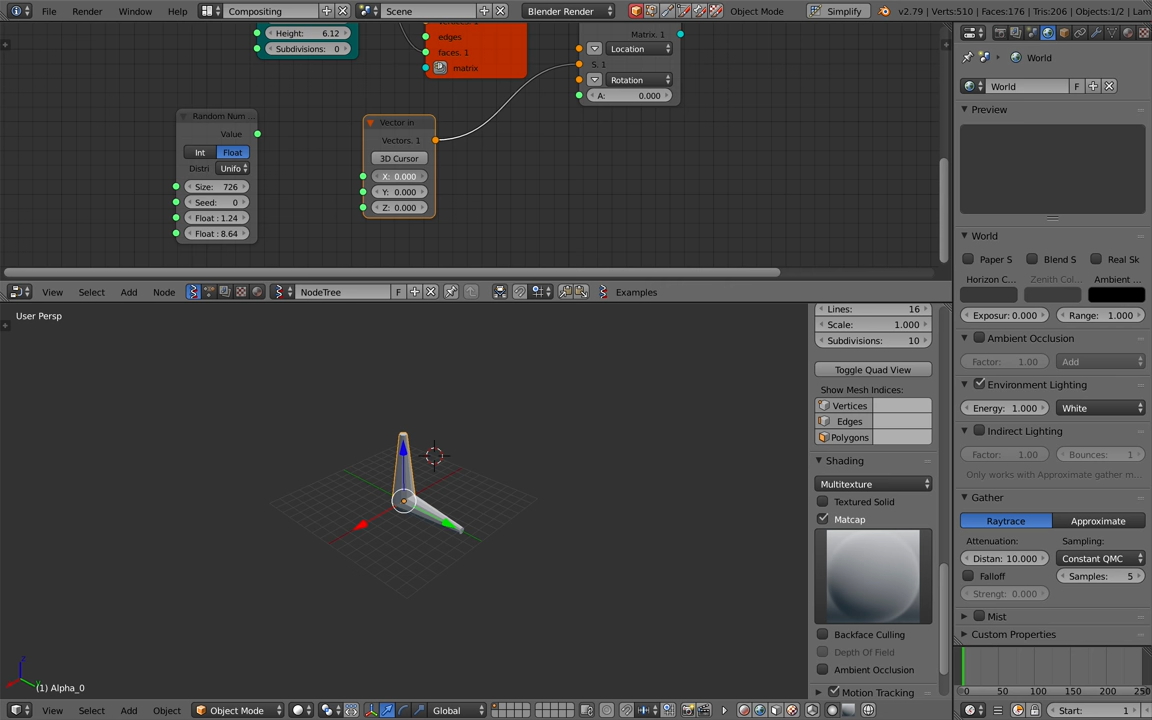 File Render Window Help Compositing Scene Blender Render Object Mode Simplify v2.79 | Verts:510 | Faces:176 | Tris:206 | Objects:1/2 | Lam
Height: 6.12
Subdivisions: 0
edges
faces. 1
matrix
Matrix. 1
Location
S. 1
Rotation
A: 0.000
Random Num ...
Value
Int Float
Distri Unifo
Size: 726
Seed: 0
Float : 1.24
Float : 8.64
Vector in
Vectors. 1
3D Cursor
X: 0.000
Y: 0.000
Z: 0.000
View Select Add Node NodeTree F Examples
User Persp
(1) Alpha_0
Lines: 16
Scale: 1.000
Subdivisions: 10
Toggle Quad View
Show Mesh Indices:
Vertices
Edges
Polygons
Shading
Multitexture
Textured Solid
Matcap
Backface Culling
Depth Of Field
Ambient Occlusion
Motion Tracking
View Select Add Object Object Mode Global
World
World F
Preview
World
Paper S Blend S Real Sk
Horizon C... Zenith Col... Ambient ...
Exposur: 0.000 Range: 1.000
Ambient Occlusion
Factor: 1.00 Add
Environment Lighting
Energy: 1.000 White
Indirect Lighting
Factor: 1.00 Bounces: 1
Only works with Approximate gather m...
Gather
Raytrace Approximate
Attenuation: Sampling:
Distan: 10.000 Constant QMC
Falloff Samples: 5
Strengt: 0.000
Mist
Custom Properties
0 50 100 150 200 250
Start: 1